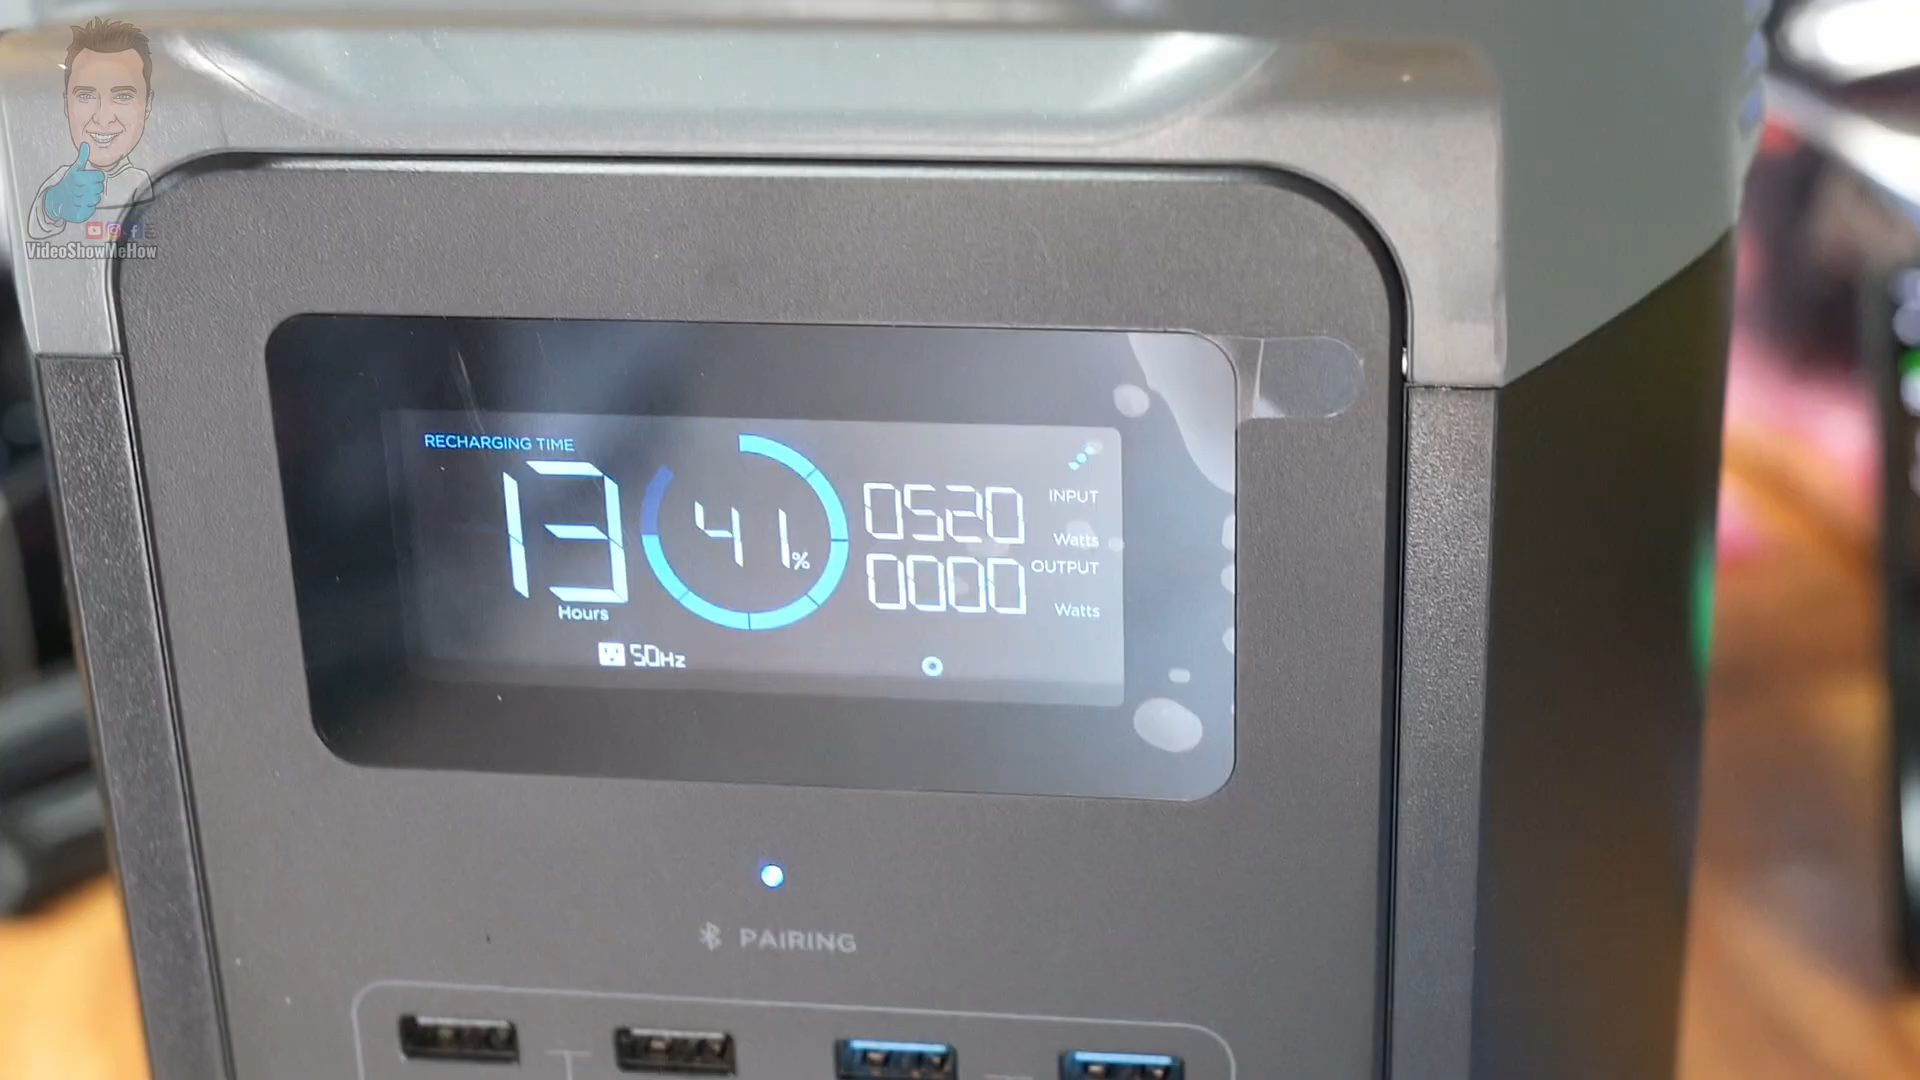 VideoShowMeHow
RECHARGING TIME
13
Hours
41%
0520
INPUT
Watts
0000
OUTPUT
Watts
50Hz
PAIRING